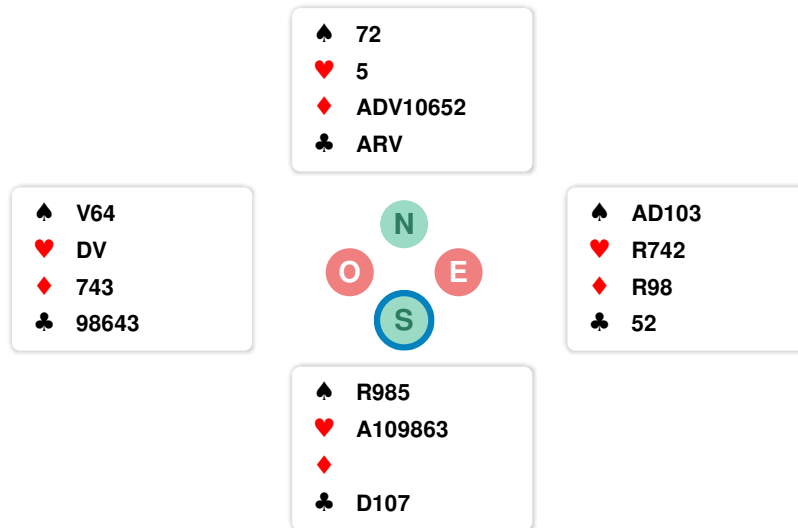 ♠ 72
♥ 5
♦ ADV10652
♣ ARV
♠ V64
♥ DV
♦ 743
♣ 98643
N
O
E
S
♠ AD103
♥ R742
♦ R98
♣ 52
♠ R985
♥ A109863
♦
♣ D107